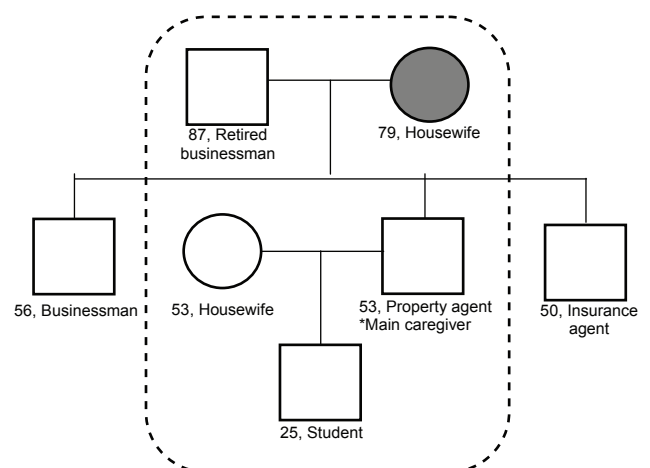 87, Retired
businessman
79, Housewife
56, Businessman
53, Housewife
53, Property agent
*Main caregiver
50, Insurance
agent
25, Student